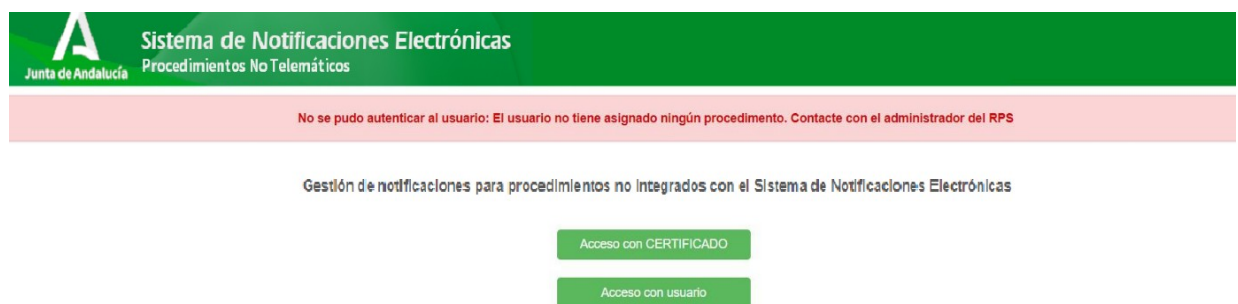 Sistema de Notificaciones Electrónicas
Junta de Andalucía
Procedimientos No Telemáticos
No se pudo autenticar al usuario: El usuario no tiene asignado ningún procedimento. Contacte con el administrador del RPS
Gestión de notificaciones para procedimientos no integrados con el Sistema de Notificaciones Electrónicas
Acceso con CERTIFICADO
Acceso con usuario